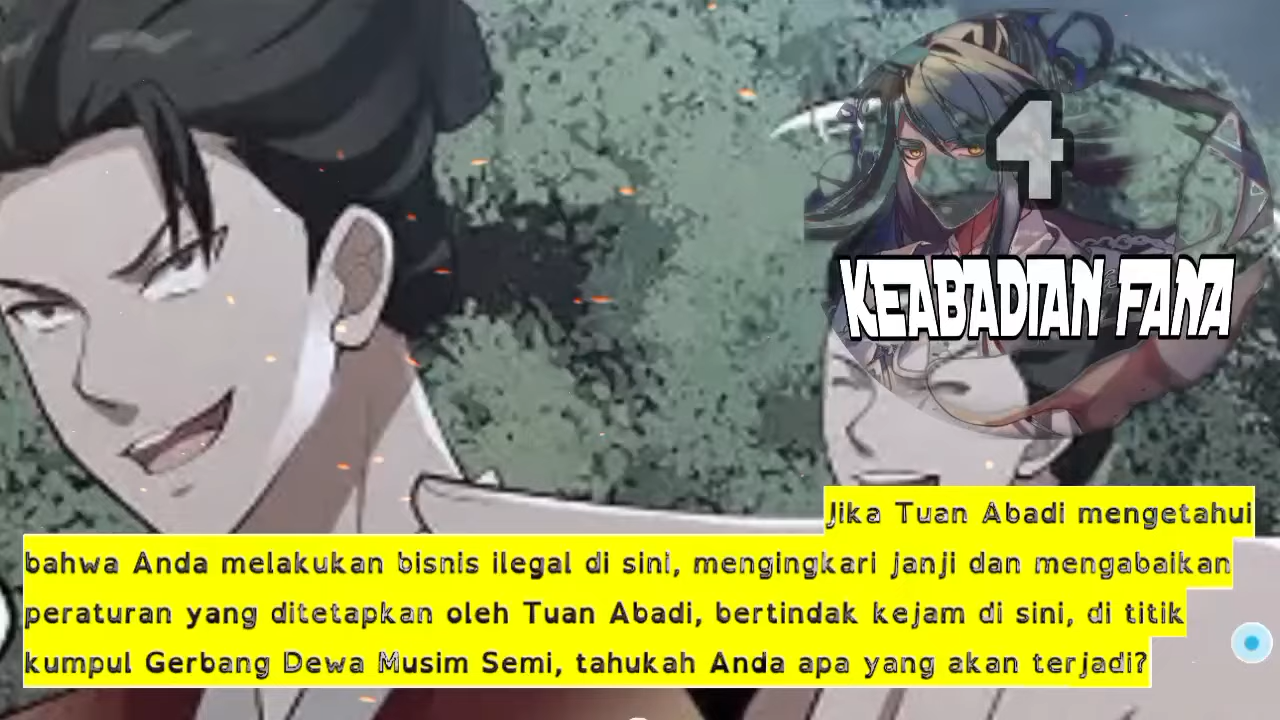 4
KEABADIAN FANA
Jika Tuan Abadi mengetahui
bahwa Anda melakukan bisnis ilegal di sini, mengingkari janji dan mengabaikan
peraturan yang ditetapkan oleh Tuan Abadi, bertindak kejam di sini, di titik
kumpul Gerbang Dewa Musim Semi, tahukah Anda apa yang akan terjadi?